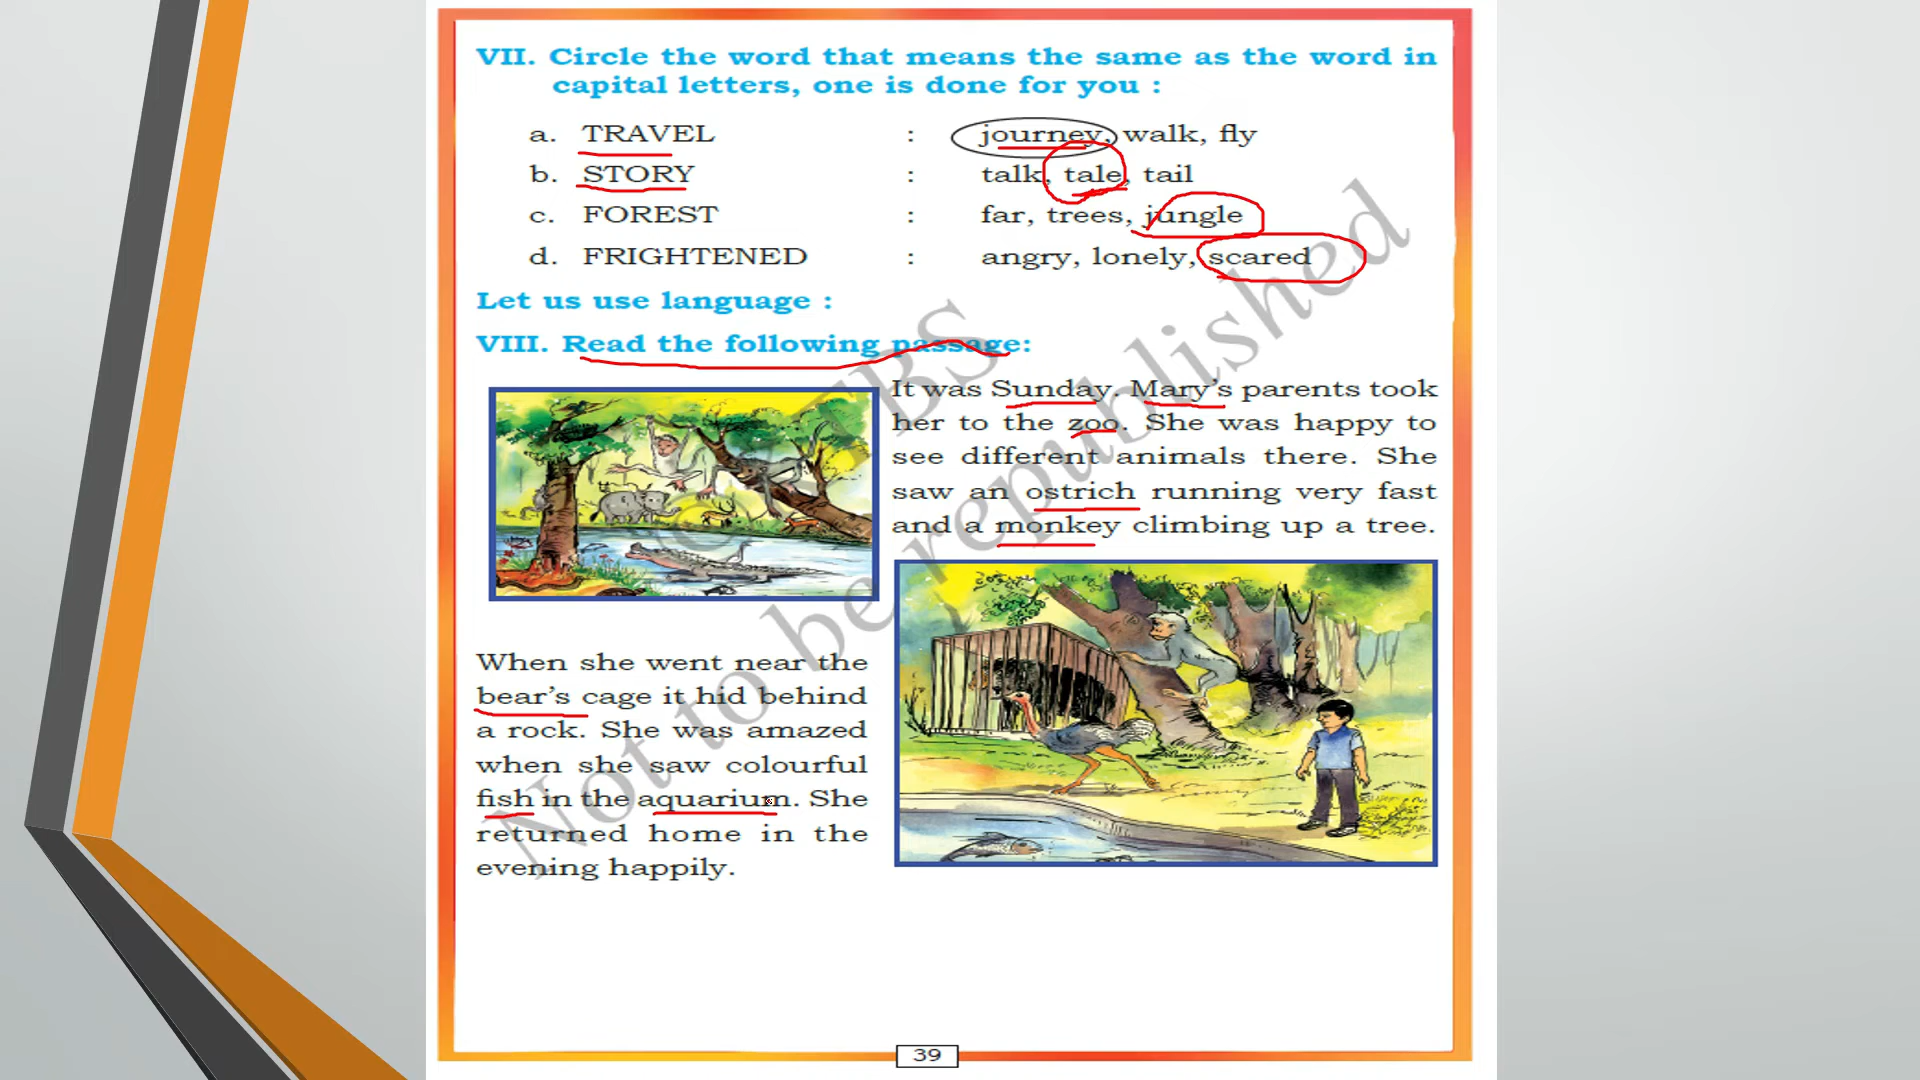 VII. Circle the word that means the same as the word in
capital letters, one is done for you :
a. TRAVEL : journey, walk, fly
b. STORY : talk, tale, tail
c. FOREST : far, trees, jungle
d. FRIGHTENED : angry, lonely, scared
Let us use language :
VIII. Read the following passage:
It was Sunday. Mary's parents took
her to the zoo. She was happy to
see different animals there. She
saw an ostrich running very fast
and a monkey climbing up a tree.
When she went near the
bear's cage it hid behind
a rock. She was amazed
when she saw colourful
fish in the aquarium. She
returned home in the
evening happily.
Not to be republished
39